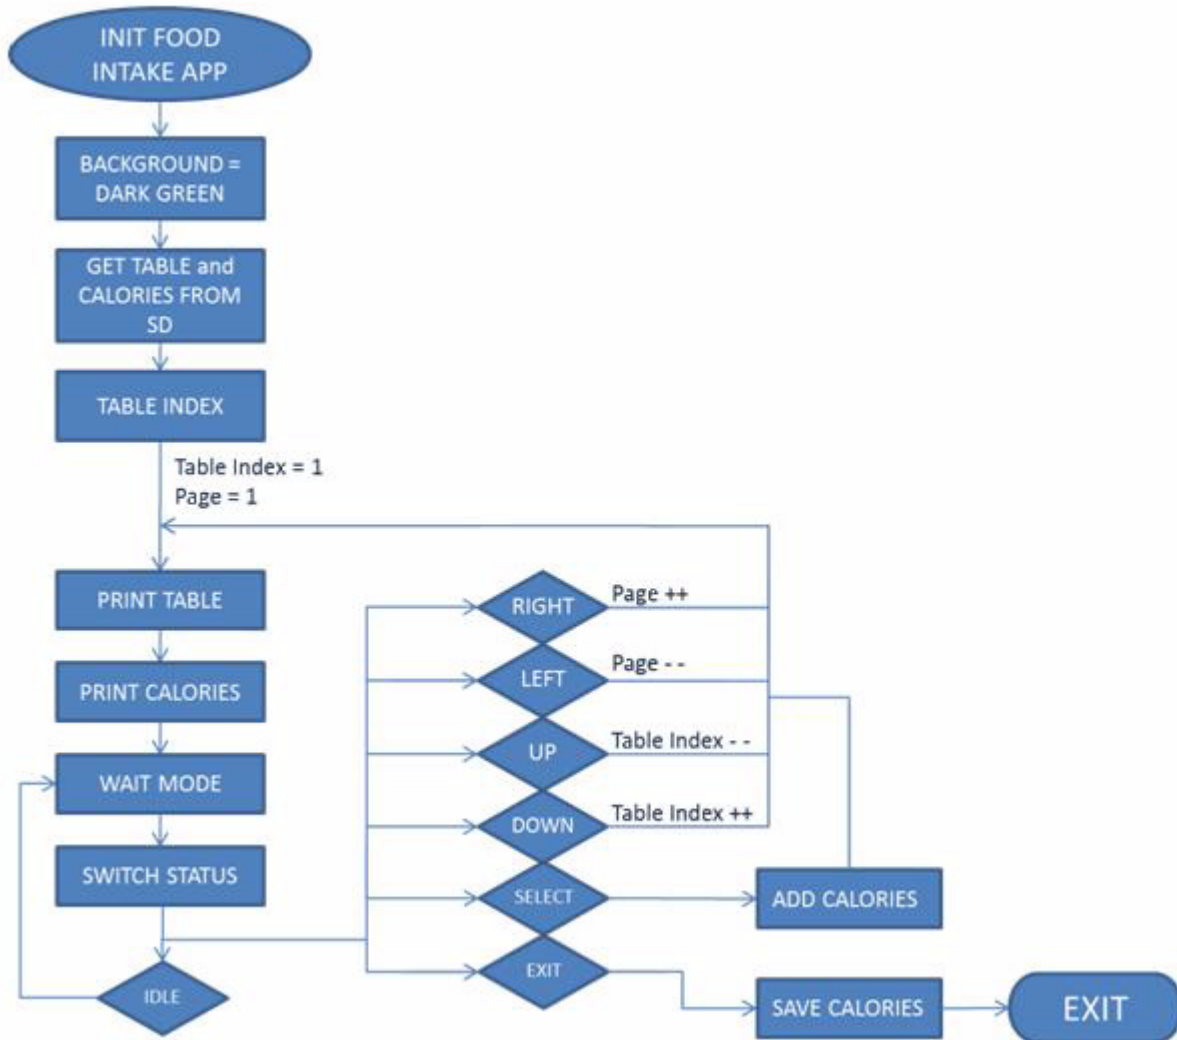 INIT FOOD
INTAKE APP
BACKGROUND =
DARK GREEN
GET TABLE and
CALORIES FROM
SD
TABLE INDEX
Table Index = 1
Page = 1
PRINT TABLE
PRINT CALORIES
WAIT MODE
SWITCH STATUS
IDLE
RIGHT
Page ++
LEFT
Page - -
UP
Table Index - -
DOWN
Table Index ++
SELECT
ADD CALORIES
EXIT
SAVE CALORIES
EXIT